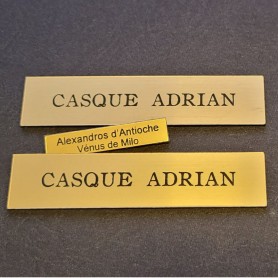 CASQUE ADRIAN
Alexandros d'Antioche
Vénus de Milo
CASQUE ADRIAN